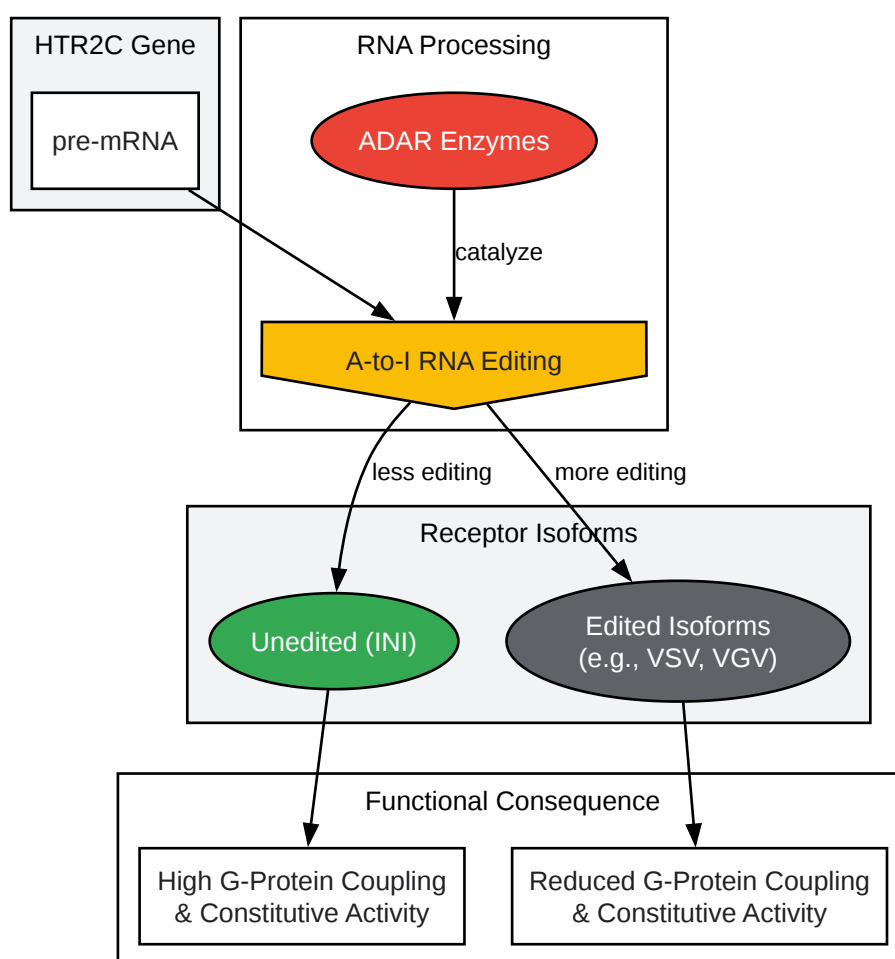 HTR2C Gene
RNA Processing
pre-mRNA
ADAR Enzymes
catalyze
A-to-I RNA Editing
less editing
more editing
Receptor Isoforms
Unedited (INI)
Edited Isoforms
(e.g., VSV, VGV)
Functional Consequence
High G-Protein Coupling
& Constitutive Activity
Reduced G-Protein Coupling
& Constitutive Activity